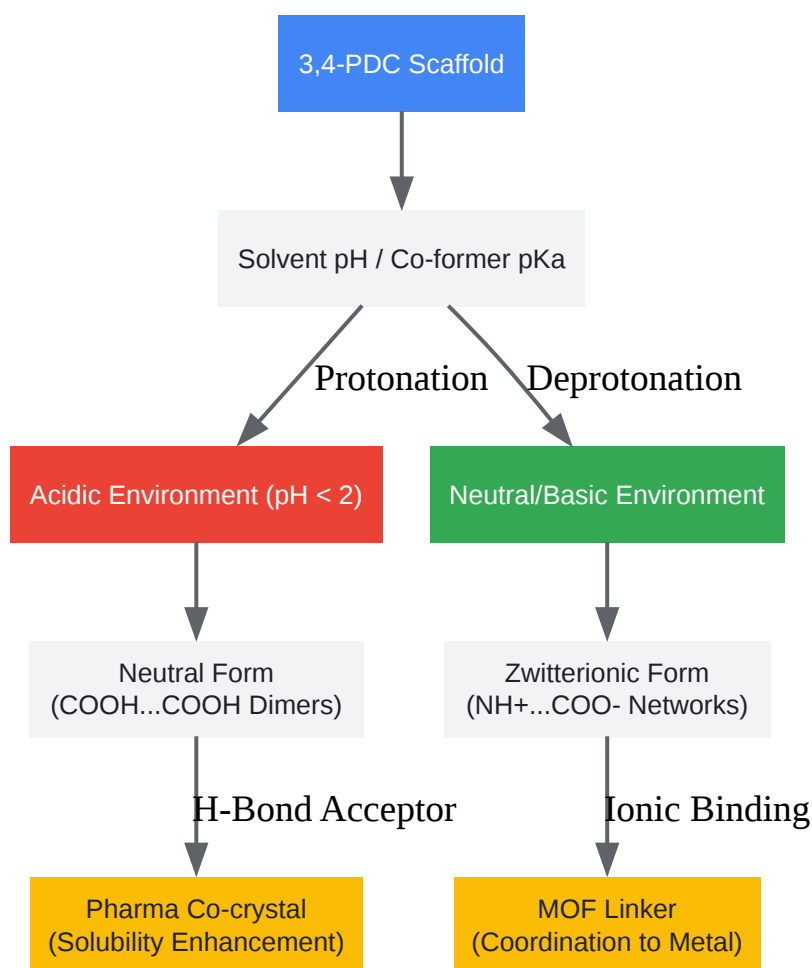 3,4-PDC Scaffold
Solvent pH / Co-former pKa
Protonation
Deprotonation
Acidic Environment (pH < 2)
Neutral/Basic Environment
Neutral Form
(COOH...COOH Dimers)
Zwitterionic Form
(NH+...COO- Networks)
H-Bond Acceptor
Ionic Binding
Pharma Co-crystal
(Solubility Enhancement)
MOF Linker
(Coordination to Metal)